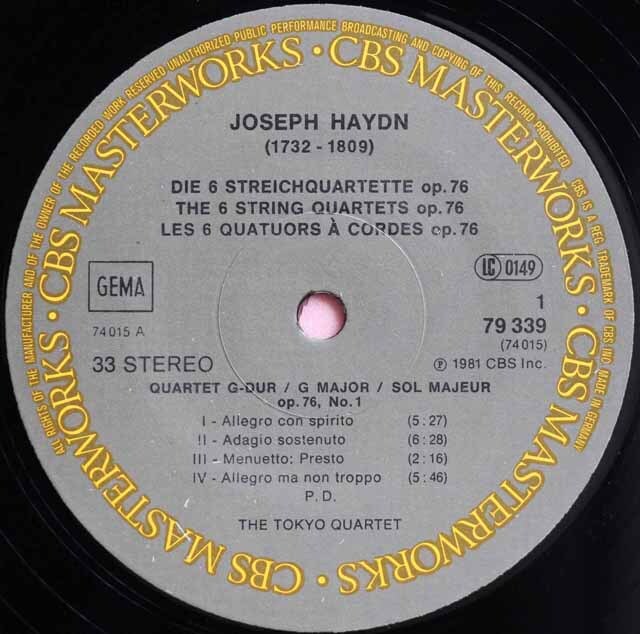 ALL RIGHTS OF THE MANUFACTURER AND OF THE OWNER OF THE RECORDED WORK RESERVED UNAUTHORIZED PUBLIC PERFORMANCE BROADCASTING AND COPYING OF THIS RECORD PROHIBITED CBS IS A REG. TRADEMARK OF CBS IND MADE IN GERMANY
CBS MASTERWORKS • CBS MASTERWORKS • CBS MASTERWORKS • CBS MASTERWORKS •
JOSEPH HAYDN
(1732 - 1809)
DIE 6 STREICHQUARTETTE op.76
THE 6 STRING QUARTETS op.76
LES 6 QUATUORS À CORDES op.76
GEMA
LC 0149
74015 A
1
79 339
(74015)
33 STEREO
℗ 1981 CBS Inc.
QUARTET G-DUR / G MAJOR / SOL MAJEUR
op.76, No.1
I - Allegro con spirito (5:27)
II - Adagio sostenuto (6:28)
III - Menuetto: Presto (2:16)
IV - Allegro ma non troppo (5:46)
P.D.
THE TOKYO QUARTET